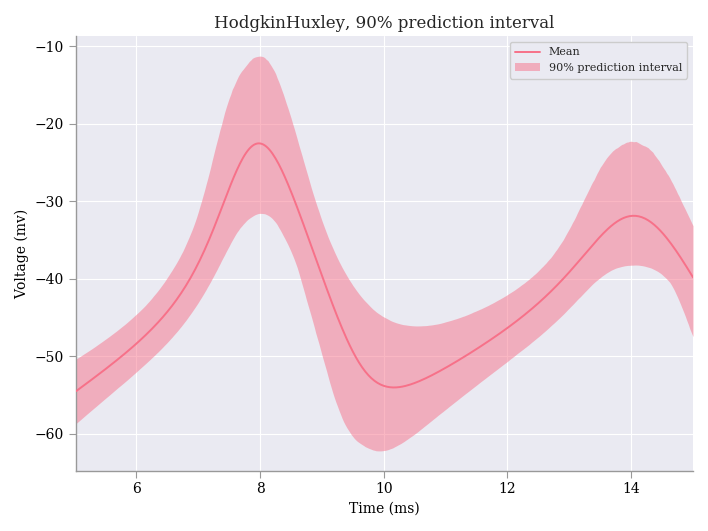 HodgkinHuxley, 90% prediction interval
Mean
90% prediction interval
Voltage (mv)
−10
−20
−30
−40
−50
−60
6 8 10 12 14
Time (ms)